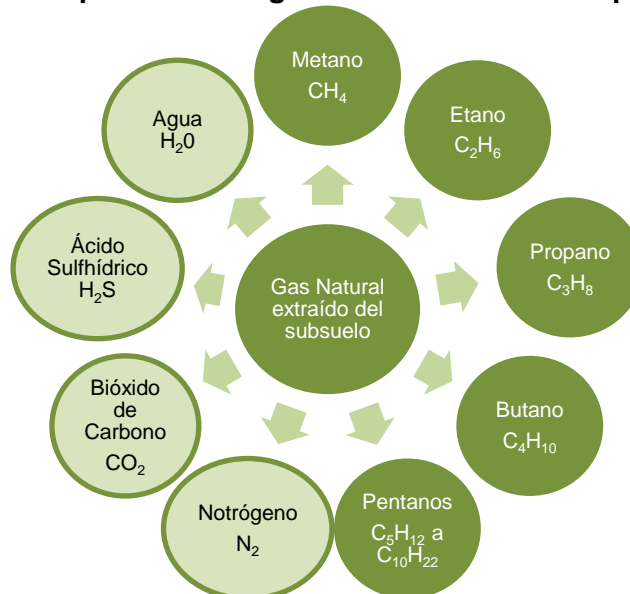 Metano
CH₄
Etano
C₂H₆
Propano
C₃H₈
Butano
C₄H₁₀
Pentanos
C₅H₁₂ a
C₁₀H₂₂
Notrógeno
N₂
Bióxido
de
Carbono
CO₂
Ácido
Sulfhídrico
H₂S
Agua
H₂0
Gas Natural
extraído del
subsuelo